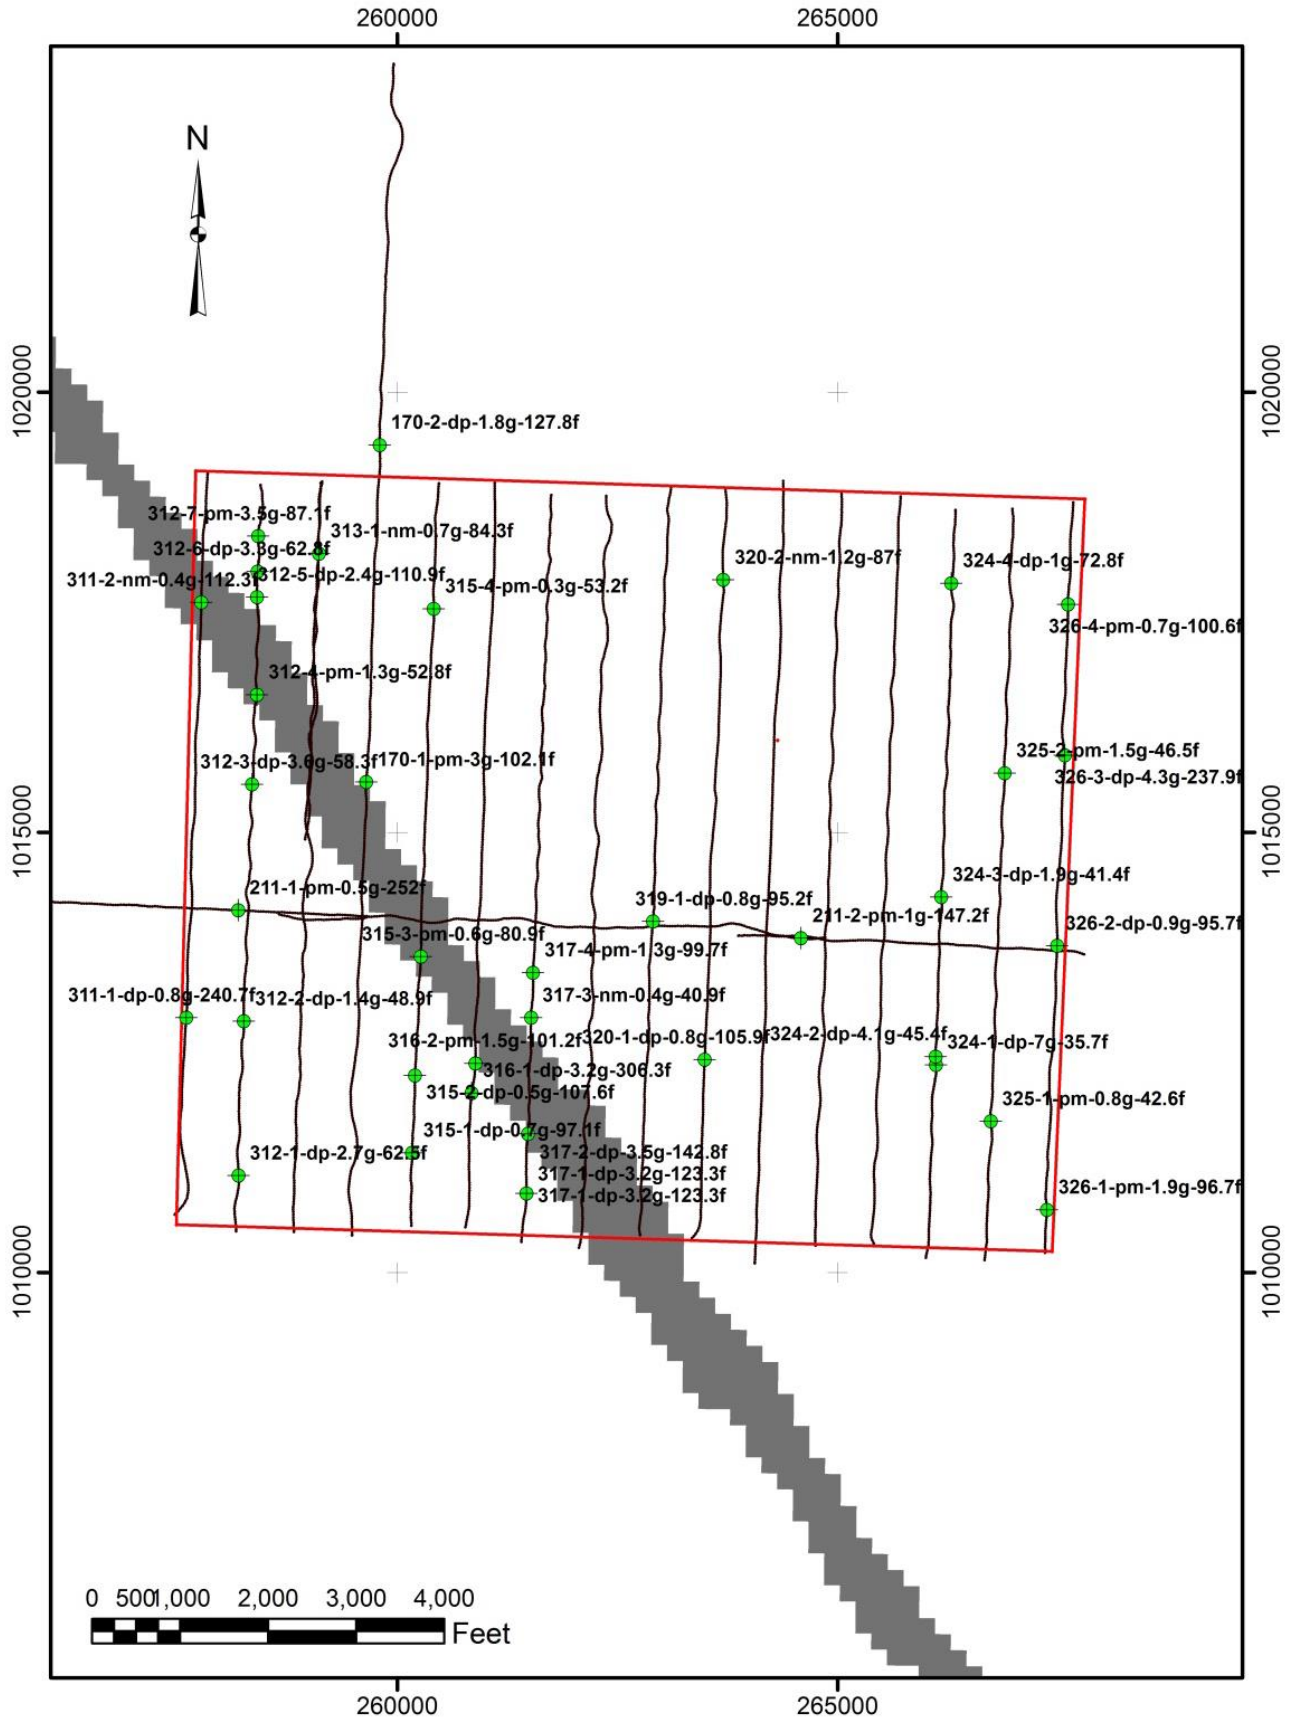 260000
265000
N
1020000
1020000
170-2-dp-1.8g-127.8f
312-7-pm-3.5g-87.1f
313-1-nm-0.7g-84.3f
312-6-dp-3.3g-62.8f
320-2-nm-1.2g-87f
324-4-dp-1g-72.8f
311-2-nm-0.4g-112.3f
312-5-dp-2.4g-110.9f
315-4-pm-0.3g-53.2f
326-4-pm-0.7g-100.6f
312-4-pm-1.3g-52.8f
325-2-pm-1.5g-46.5f
312-3-dp-3.6g-58.3f
170-1-pm-3g-102.1f
326-3-dp-4.3g-237.9f
1015000
1015000
324-3-dp-1.9g-41.4f
211-1-pm-0.5g-252f
319-1-dp-0.8g-95.2f
211-2-pm-1g-147.2f
326-2-dp-0.9g-95.7f
315-3-pm-0.6g-80.9f
317-4-pm-1.3g-99.7f
311-1-dp-0.8g-240.7f
312-2-dp-1.4g-48.9f
317-3-nm-0.4g-40.9f
316-2-pm-1.5g-101.2f
320-1-dp-0.8g-105.9f
324-2-dp-4.1g-45.4f
324-1-dp-7g-35.7f
316-1-dp-3.2g-306.3f
315-2-dp-0.5g-107.6f
325-1-pm-0.8g-42.6f
315-1-dp-0.7g-97.1f
312-1-dp-2.7g-62.5f
317-2-dp-3.5g-142.8f
317-1-dp-3.2g-123.3f
317-1-dp-3.2g-123.3f
326-1-pm-1.9g-96.7f
1010000
1010000
0 500 1,000 2,000 3,000 4,000
Feet
260000
265000